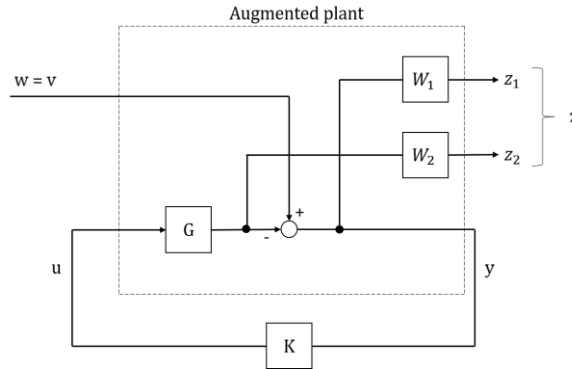 Augmented plant
w = v
W₁
z₁
z
W₂
z₂
+
G
-
u
y
K